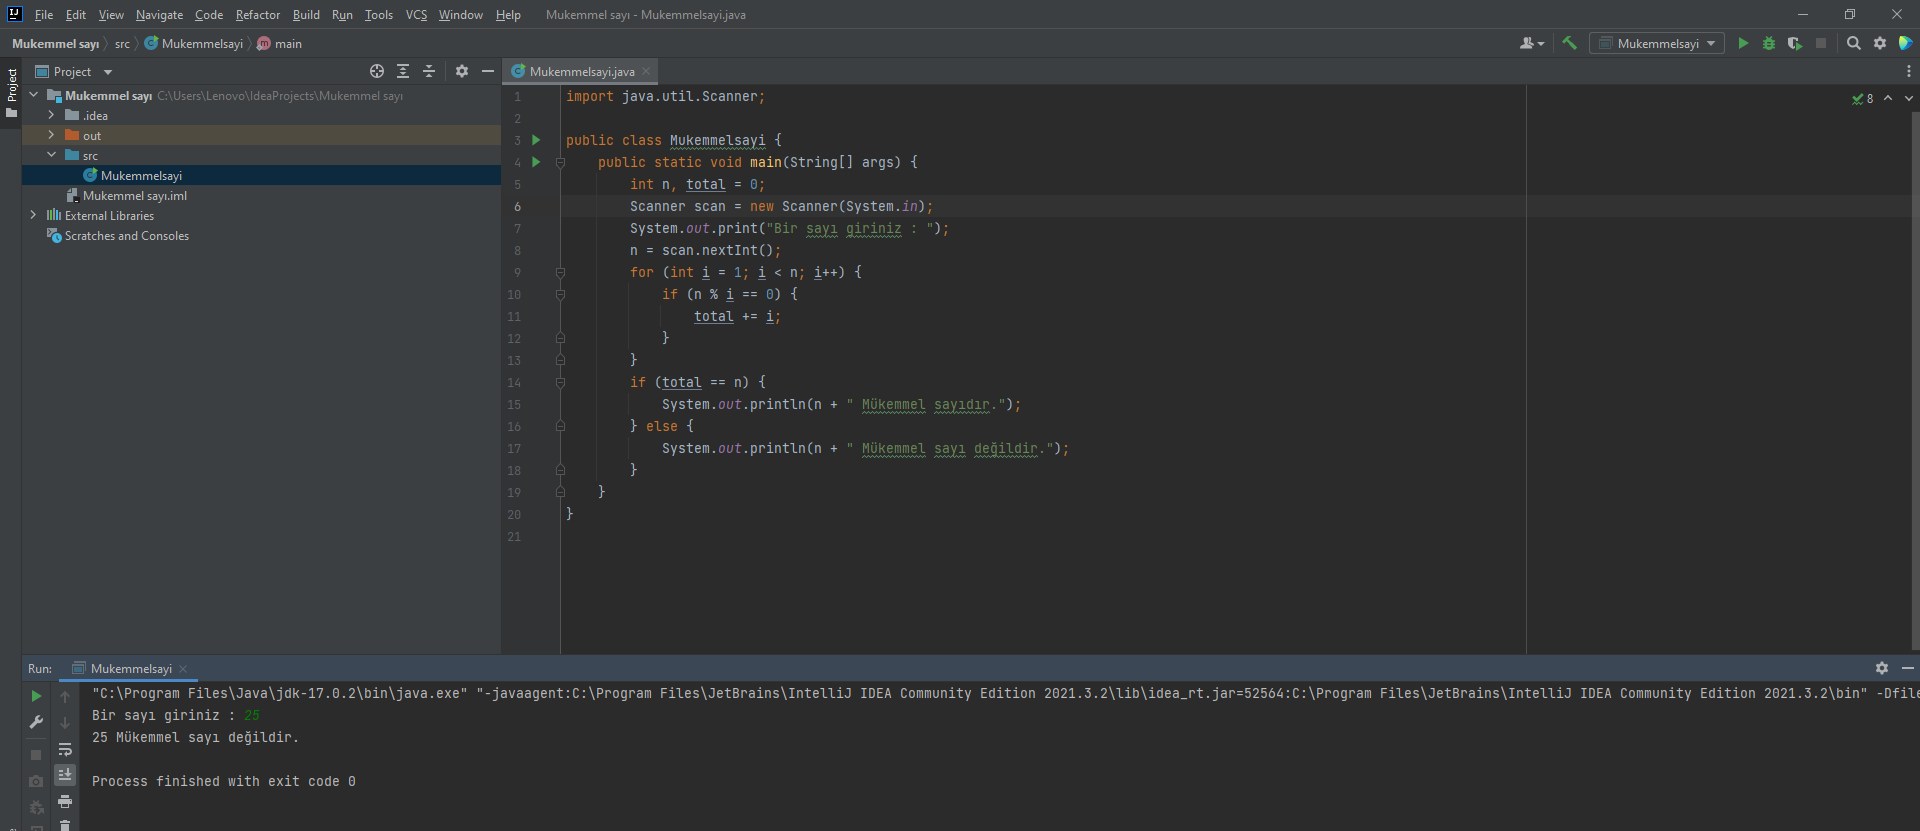 File Edit View Navigate Code Refactor Build Run Tools VCS Window Help Mukemmel sayı - Mukemmelsayi.java
Mukemmel sayı src Mukemmelsayi main
Mukemmelsayi
Project
Project
Mukemmelsayi.java
Mukemmel sayı C:\Users\Lenovo\IdeaProjects\Mukemmel sayı
.idea
out
src
Mukemmelsayi
Mukemmel sayı.iml
External Libraries
Scratches and Consoles
8
1 import java.util.Scanner;
2
3 public class Mukemmelsayi {
4 public static void main(String[] args) {
5 int n, total = 0;
6 Scanner scan = new Scanner(System.in);
7 System.out.print("Bir sayı giriniz : ");
8 n = scan.nextInt();
9 for (int i = 1; i < n; i++) {
10 if (n % i == 0) {
11 total += i;
12 }
13 }
14 if (total == n) {
15 System.out.println(n + " Mükemmel sayıdır.");
16 } else {
17 System.out.println(n + " Mükemmel sayı değildir.");
18 }
19 }
20 }
21
Run: Mukemmelsayi
"C:\Program Files\Java\jdk-17.0.2\bin\java.exe" "-javaagent:C:\Program Files\JetBrains\IntelliJ IDEA Community Edition 2021.3.2\lib\idea_rt.jar=52564:C:\Program Files\JetBrains\IntelliJ IDEA Community Edition 2021.3.2\bin" -Dfile
Bir sayı giriniz : 25
25 Mükemmel sayı değildir.
Process finished with exit code 0